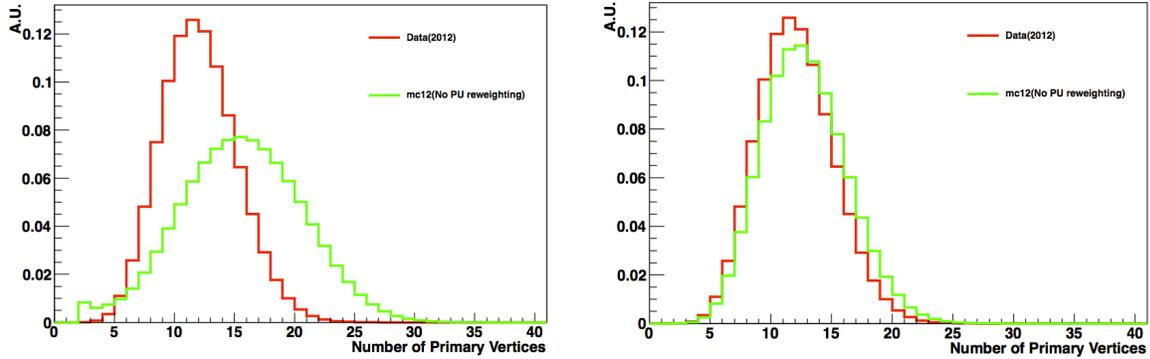 A.U.
0.12
0.1
0.08
0.06
0.04
0.02
0
0 5 10 15 20 25 30 35 40
Number of Primary Vertices
Data(2012)
mc12(No PU reweighting)
A.U.
0.12
0.1
0.08
0.06
0.04
0.02
0
0 5 10 15 20 25 30 35 40
Number of Primary Vertices
Data(2012)
mc12(No PU reweighting)